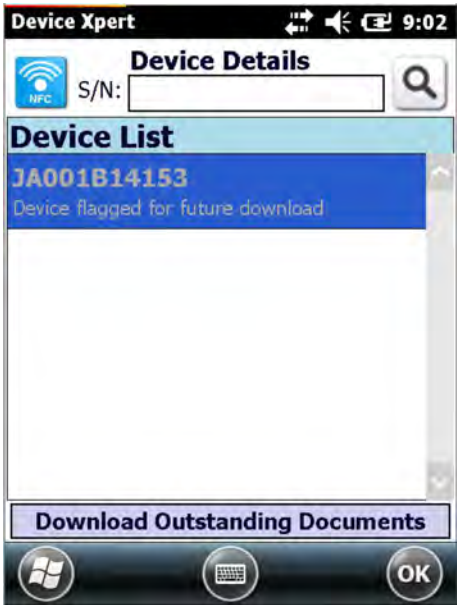 Device Xpert 9:02
Device Details
NFC
S/N:
Device List
JA001B14153
Device flagged for future download
Download Outstanding Documents
OK